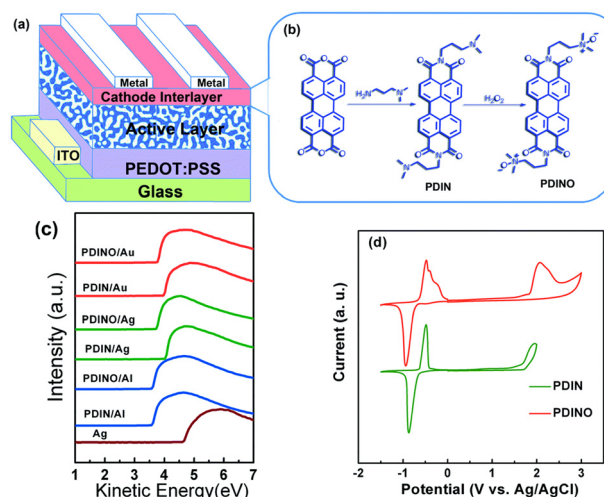 (a)
Metal
Metal
Cathode Interlayer
Active Layer
ITO
PEDOT:PSS
Glass
(b)
H₂N
N
H₂O₂
PDIN
PDINO
(c)
Intensity (a.u.)
PDINO/Au
PDIN/Au
PDINO/Ag
PDIN/Ag
PDINO/Al
PDIN/Al
Ag
1 2 3 4 5 6 7
Kinetic Energy(eV)
(d)
Current (a. u.)
PDIN
PDINO
-1 0 1 2 3
Potential (V vs. Ag/AgCl)